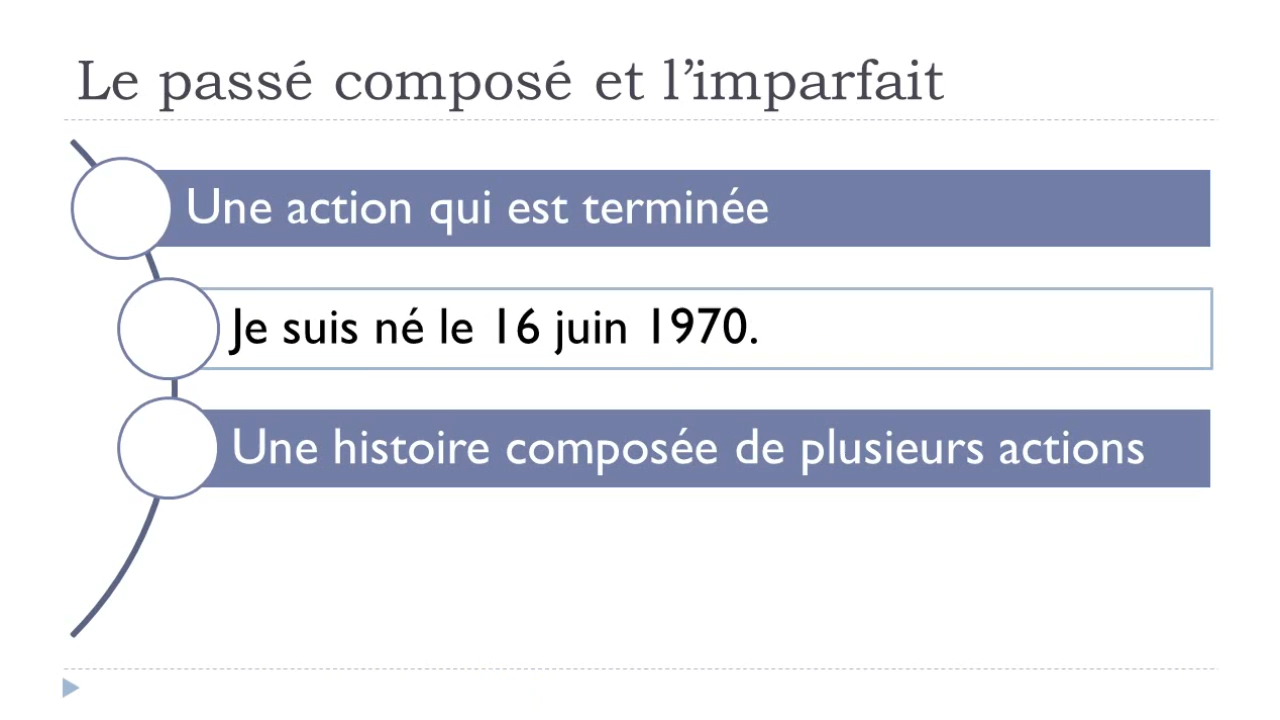 Le passé composé et l’imparfait
Une action qui est terminée
Je suis né le 16 juin 1970.
Une histoire composée de plusieurs actions